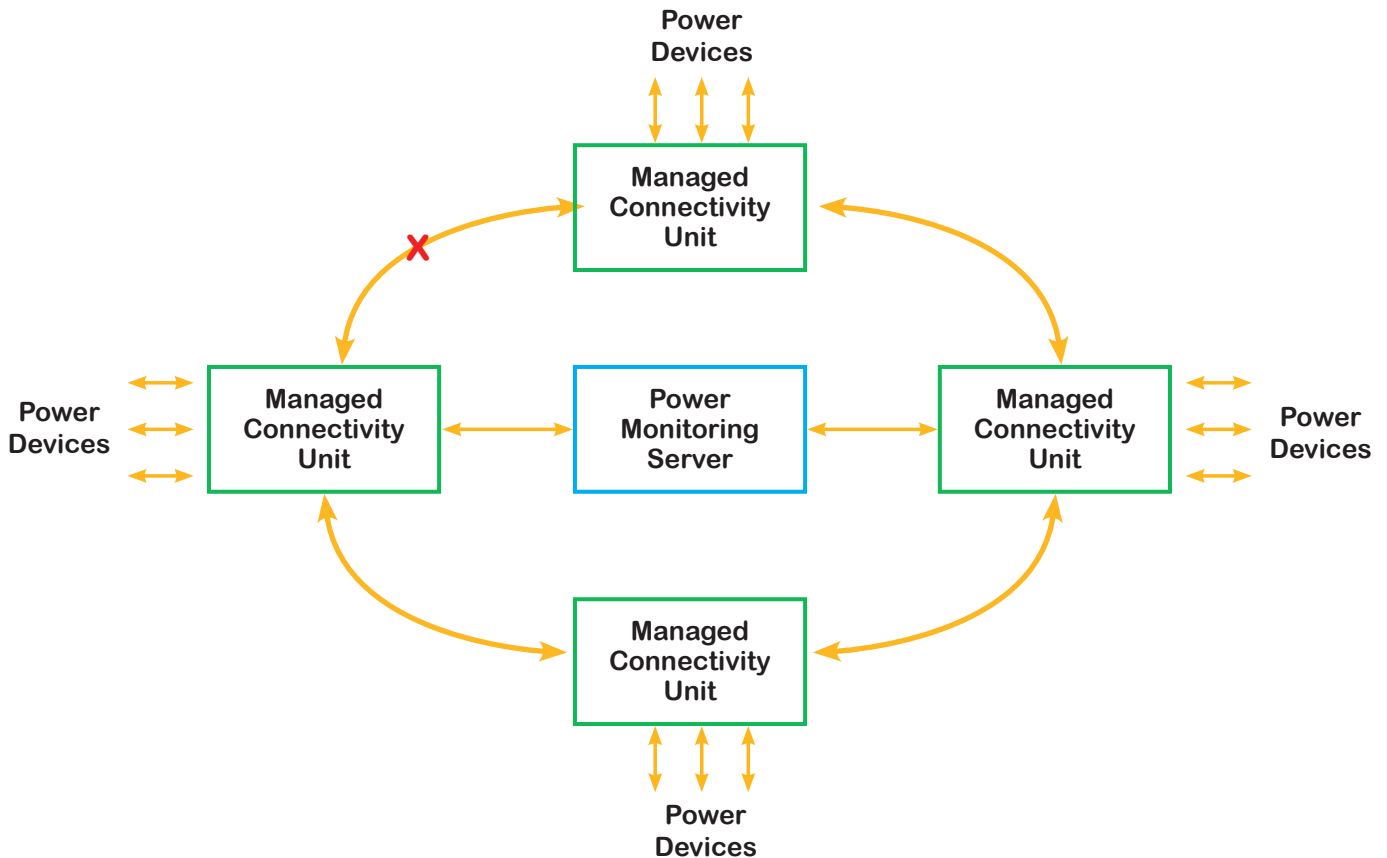 Power
Devices
Managed
Connectivity
Unit
Power
Devices
Managed
Connectivity
Unit
Power
Monitoring
Server
Managed
Connectivity
Unit
Power
Devices
Managed
Connectivity
Unit
Power
Devices